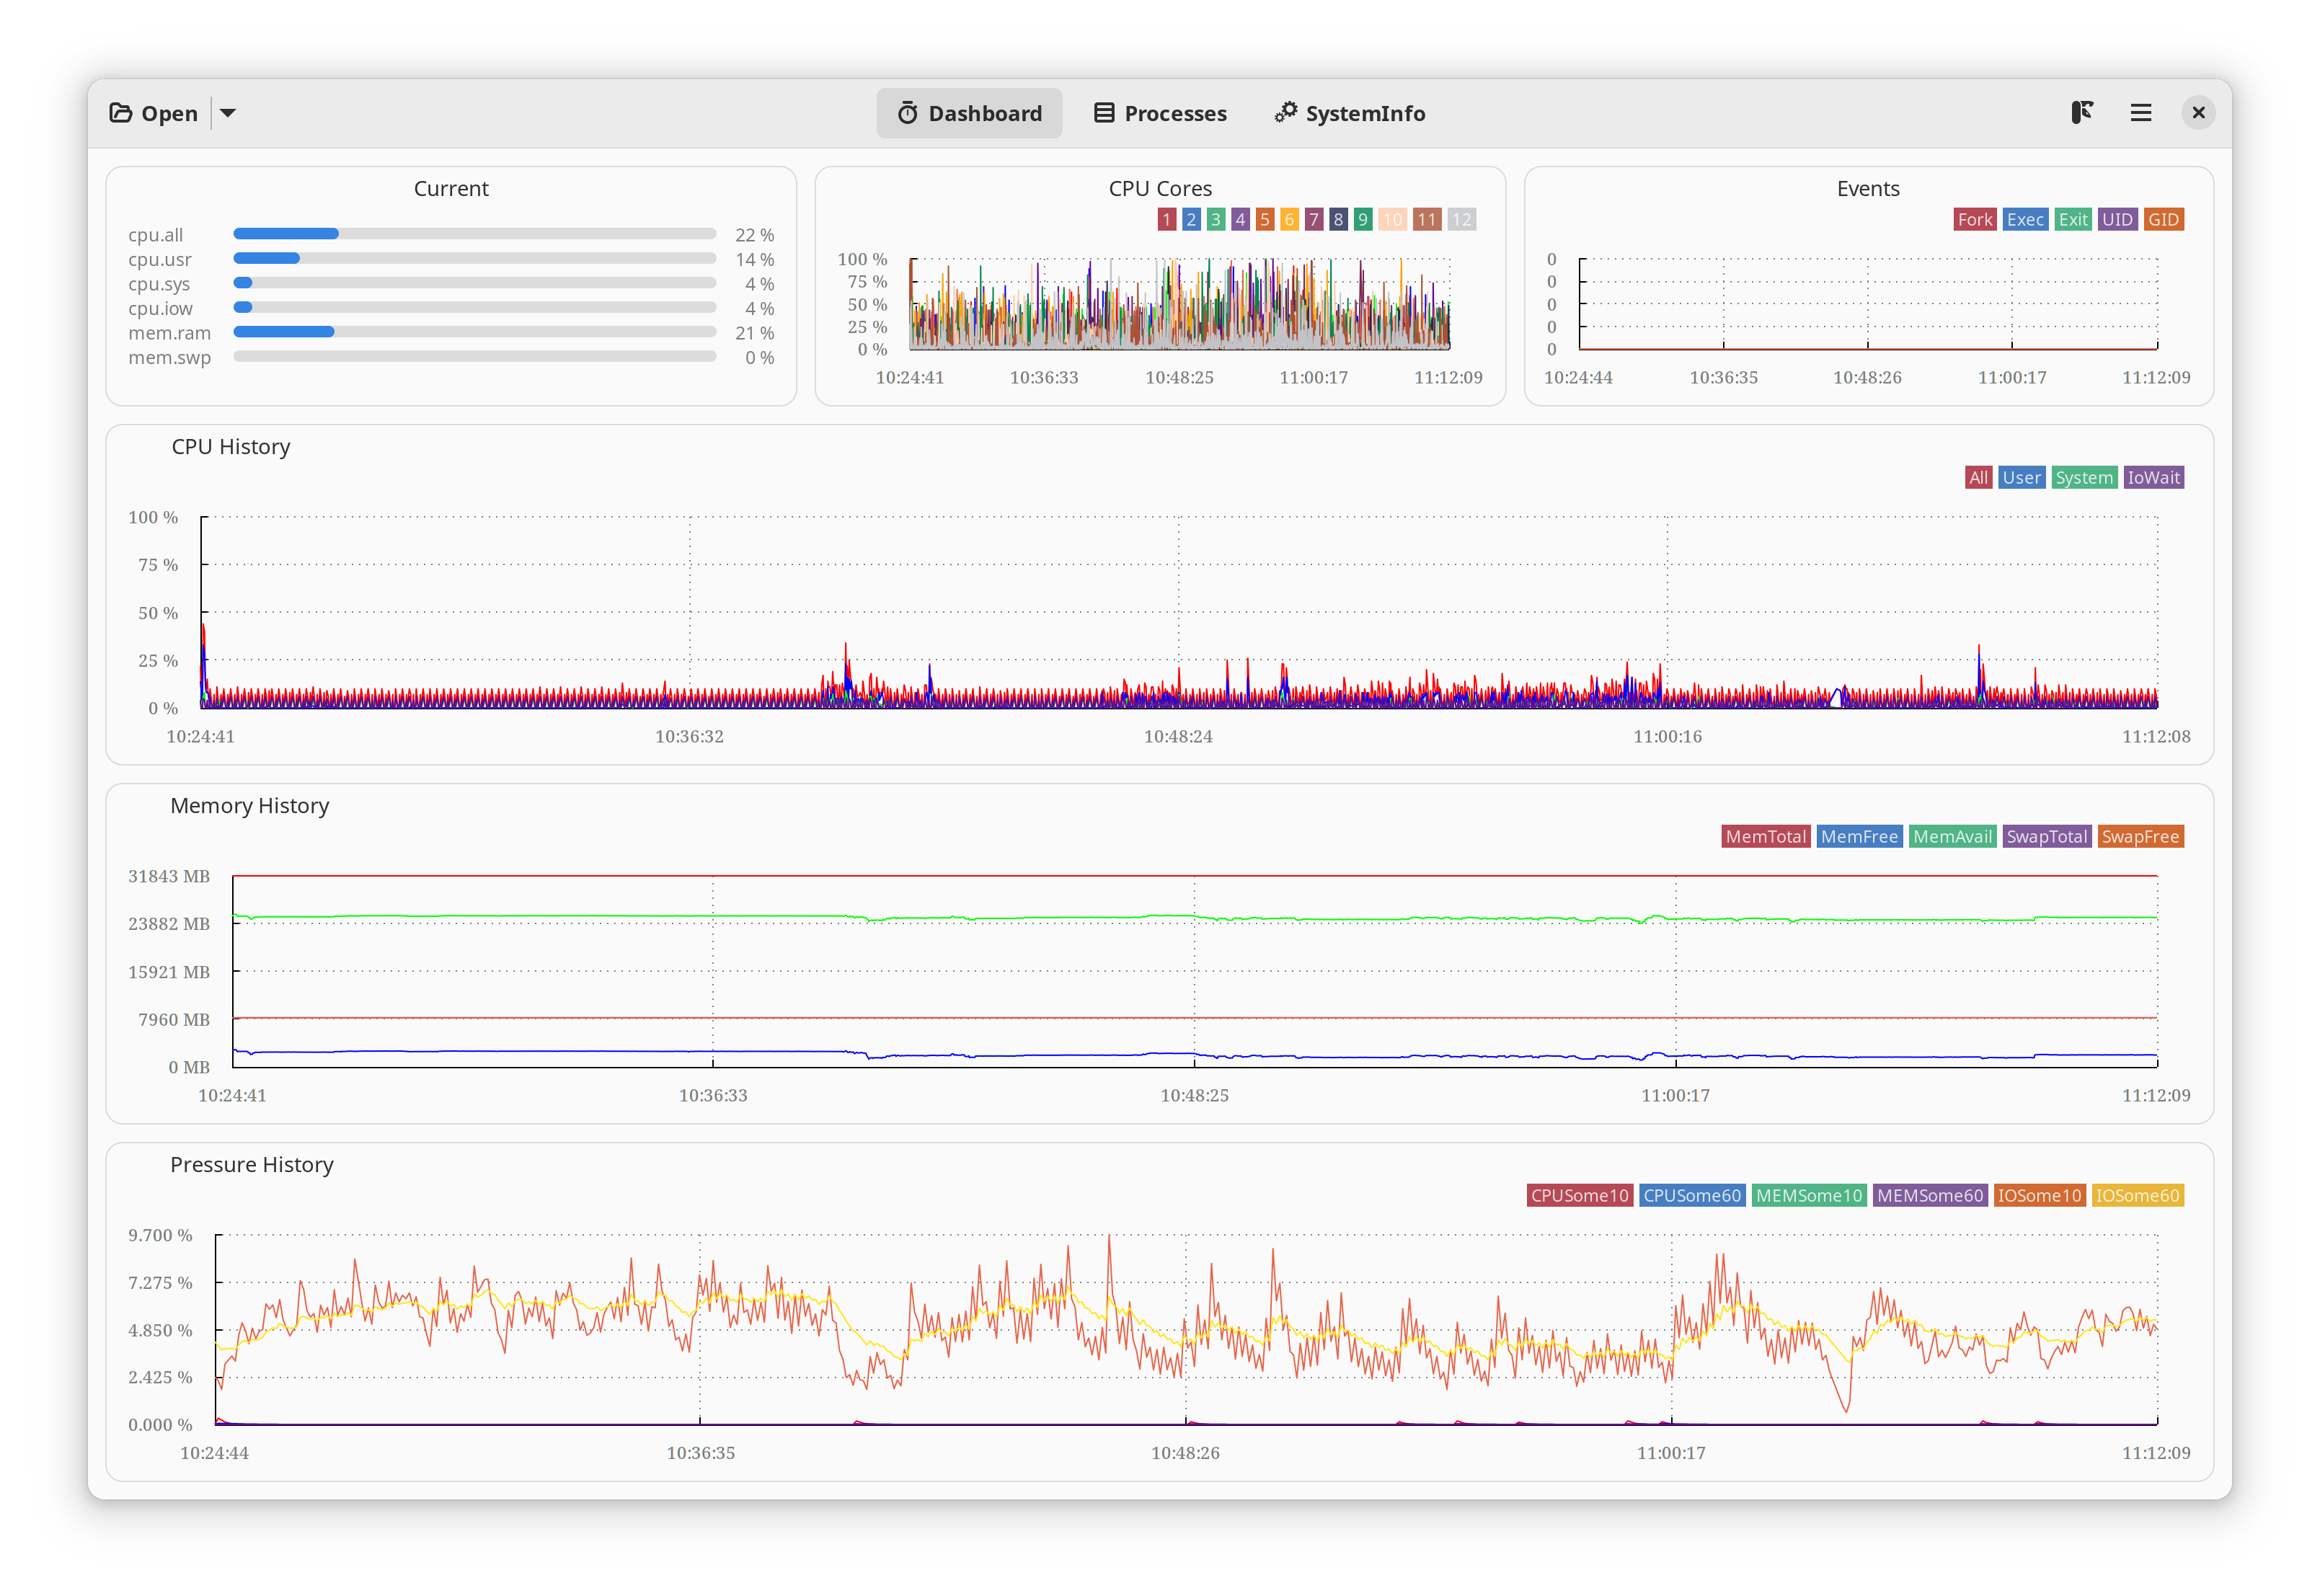 Open Dashboard Processes SystemInfo
Current
cpu.all 22 %
cpu.usr 14 %
cpu.sys 4 %
cpu.iow 4 %
mem.ram 21 %
mem.swp 0 %
CPU Cores
1 2 3 4 5 6 7 8 9 10 11 12
100 %
75 %
50 %
25 %
0 %
10:24:41 10:36:33 10:48:25 11:00:17 11:12:09
Events
Fork Exec Exit UID GID
0
0
0
0
0
10:24:44 10:36:35 10:48:26 11:00:17 11:12:09
CPU History
All User System IoWait
100 %
75 %
50 %
25 %
0 %
10:24:41 10:36:32 10:48:24 11:00:16 11:12:08
Memory History
MemTotal MemFree MemAvail SwapTotal SwapFree
31843 MB
23882 MB
15921 MB
7960 MB
0 MB
10:24:41 10:36:33 10:48:25 11:00:17 11:12:09
Pressure History
CPUSome10 CPUSome60 MEMSome10 MEMSome60 IOSome10 IOSome60
9.700 %
7.275 %
4.850 %
2.425 %
0.000 %
10:24:44 10:36:35 10:48:26 11:00:17 11:12:09